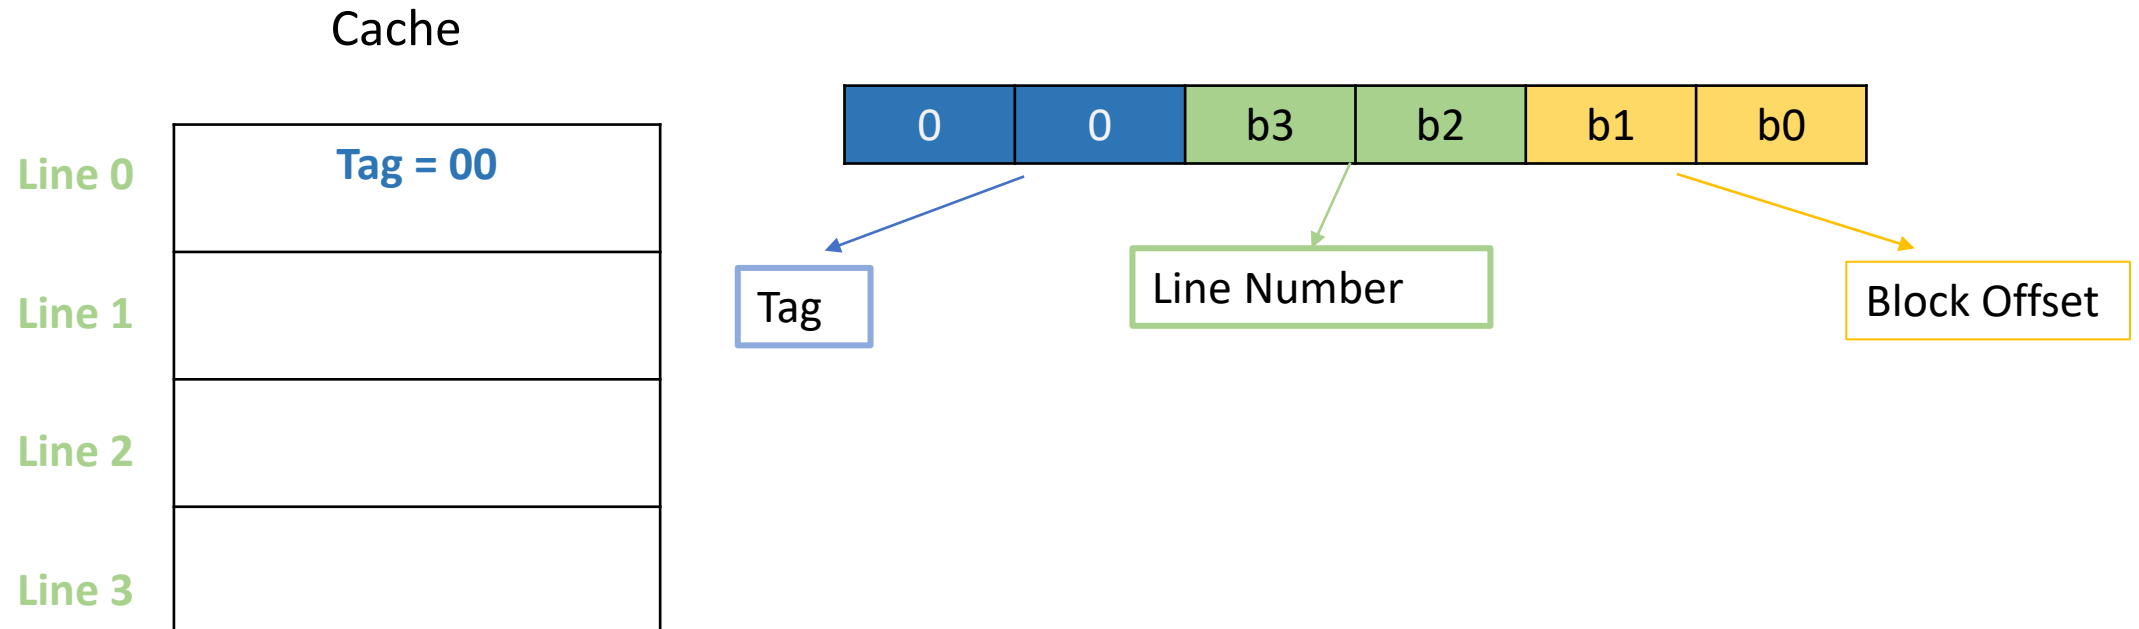 Cache
0 0 b3 b2 b1 b0
Line 0 Tag = 00
Tag Line Number Block Offset
Line 1
Line 2
Line 3